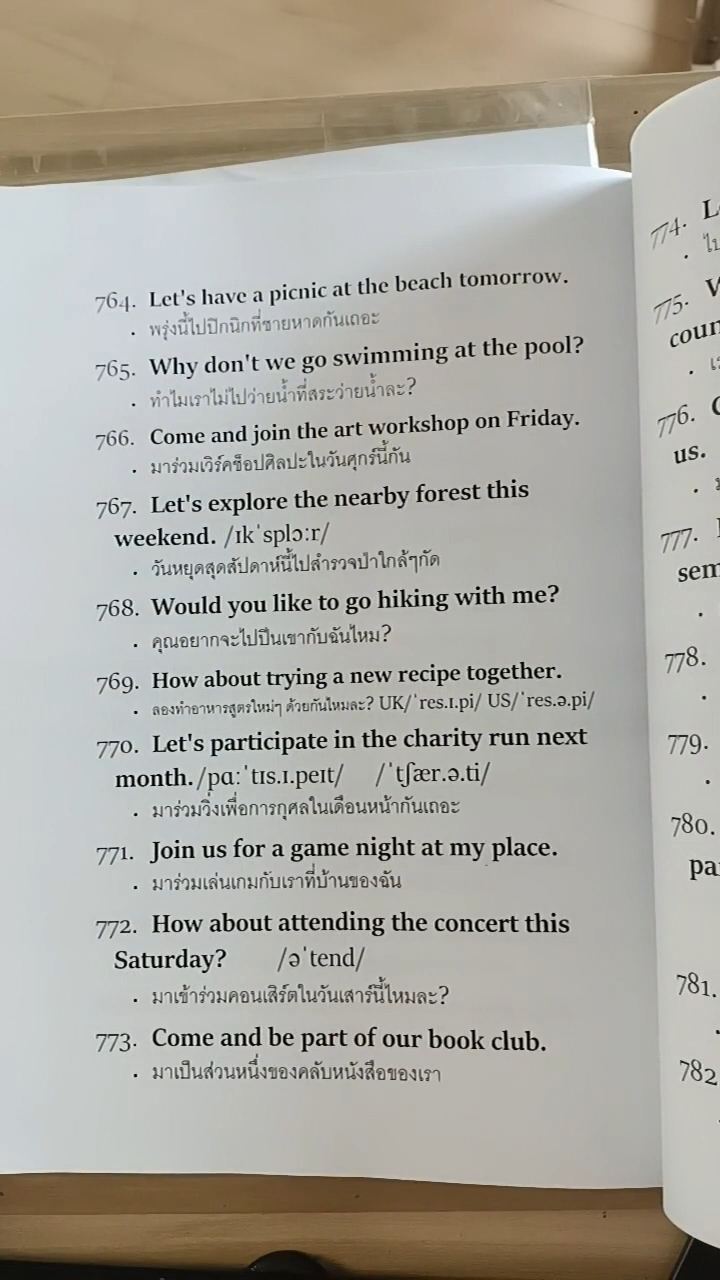 764. Let's have a picnic at the beach tomorrow.
• พรุ่งนี้ไปปิกนิกที่ชายหาดกันเถอะ
765. Why don't we go swimming at the pool?
• ทำไมเราไม่ไปว่ายน้ำที่สระว่ายน้ำละ?
766. Come and join the art workshop on Friday.
• มาร่วมเวิร์คช็อปศิลปะในวันศุกร์นี้กัน
767. Let's explore the nearby forest this
weekend. /ɪkˈsplɔːr/
• วันหยุดสุดสัปดาห์นี้ไปสำรวจป่าใกล้ๆกัด
768. Would you like to go hiking with me?
• คุณอยากจะไปปีนเขากับฉันไหม?
769. How about trying a new recipe together.
• ลองทำอาหารสูตรใหม่ๆ ด้วยกันไหมละ? UK/ˈres.ɪ.pi/ US/ˈres.ə.pi/
770. Let's participate in the charity run next
month./pɑːˈtɪs.ɪ.peɪt/ /ˈtʃær.ə.ti/
• มาร่วมวิ่งเพื่อการกุศลในเดือนหน้ากันเถอะ
771. Join us for a game night at my place.
• มาร่วมเล่นเกมกับเราที่บ้านของฉัน
772. How about attending the concert this
Saturday? /əˈtend/
• มาเข้าร่วมคอนเสิร์ตในวันเสาร์นี้ไหมละ?
773. Come and be part of our book club.
• มาเป็นส่วนหนึ่งของคลับหนังสือของเรา
774.
775.
776.
us.
777.
778.
779.
780.
781.
782